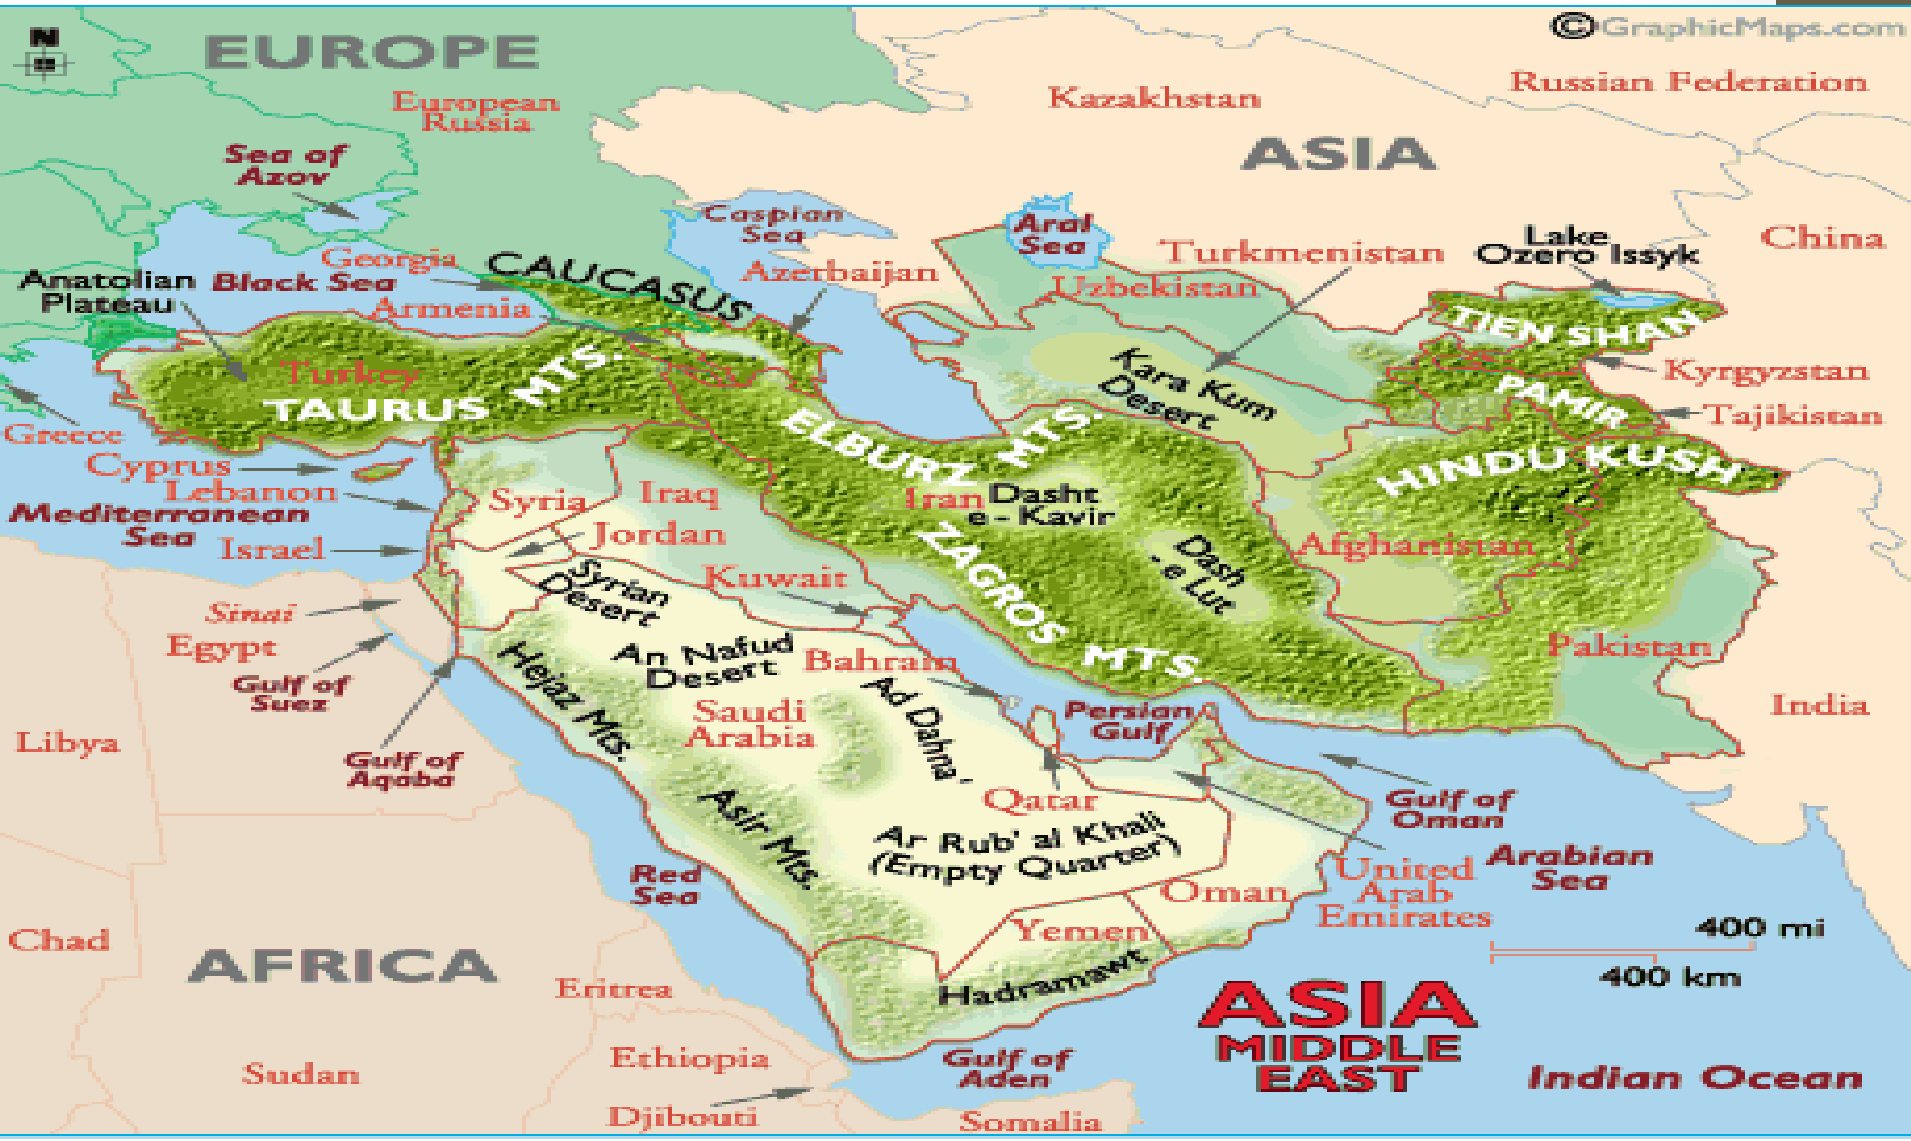 ©GraphicMaps.com
N
EUROPE
European
Russia
Kazakhstan
Russian Federation
ASIA
Sea of
Azov
Caspian
Sea
Aral
Sea
Turkmenistan
Lake
Ozero Issyk
China
Georgia
CAUCASUS
Azerbaijan
Uzbekistan
Anatolian
Plateau
Black Sea
Armenia
TIEN SHAN
Turkey
TAURUS MTS.
Kara Kum
Desert
Kyrgyzstan
PAMIR
Tajikistan
Greece
ELBURZ MTS.
HINDU KUSH
Cyprus
Lebanon
Syria
Iraq
Iran
Dasht
e - Kavir
Mediterranean
Sea
Israel
Jordan
ZAGROS MTS.
Dash
- e Lut
Afghanistan
Kuwait
Syrian
Desert
Sinai
Egypt
An Nafud
Desert
Bahrain
Pakistan
Gulf of
Suez
Hejaz Mts.
Saudi
Arabia
Ad Dahna'
Persian
Gulf
India
Libya
Gulf of
Aqaba
Qatar
Gulf of
Oman
Asir Mts.
Ar Rub' al Khali
(Empty Quarter)
Red
Sea
Oman
United
Arab
Emirates
Arabian
Sea
Chad
Yemen
400 mi
400 km
AFRICA
Hadramawt
Eritrea
ASIA
MIDDLE
EAST
Sudan
Ethiopia
Gulf of
Aden
Indian Ocean
Djibouti
Somalia